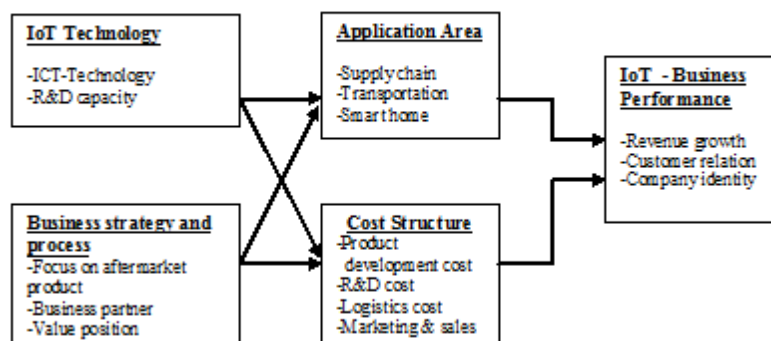 IoT Technology
-ICT-Technology
-R&D capacity
Application Area
-Supply chain
-Transportation
-Smart home
IoT - Business
Performance
-Revenue growth
-Customer relation
-Company identity
Business strategy and
process
-Focus on aftermarket
product
-Business partner
-Value position
Cost Structure
-Product
development cost
-R&D cost
-Logistics cost
-Marketing & sales